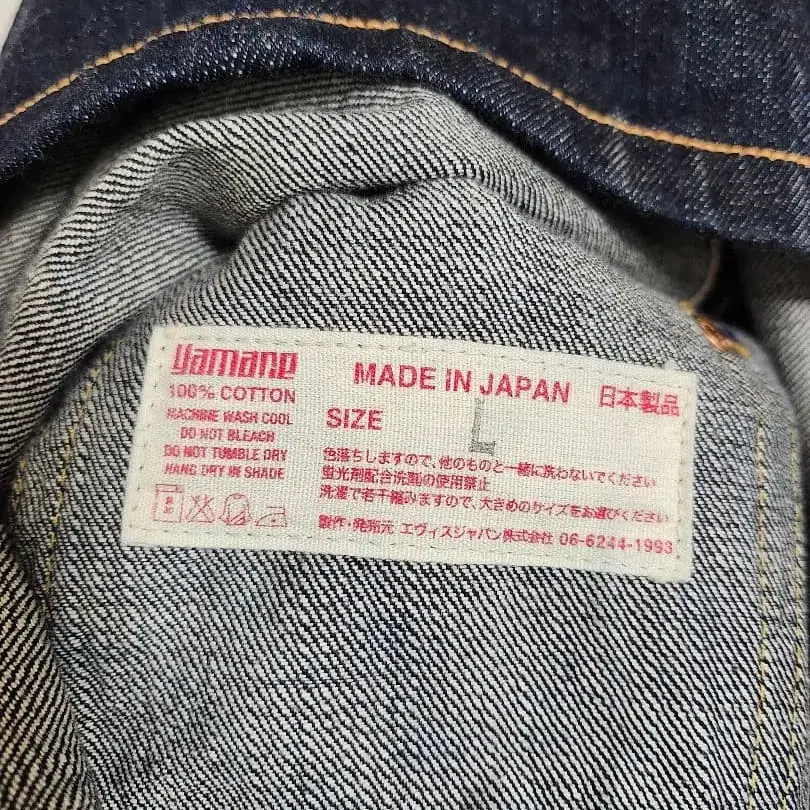 Yamane
100% COTTON
MACHINE WASH COOL
DO NOT BLEACH
DO NOT TUMBLE DRY
HANG DRY IN SHADE
MADE IN JAPAN 日本製品
SIZE L
色落ちしますので、他のものと一緒に洗わないでください
蛍光剤配合洗剤の使用禁止
洗濯で若干縮みますので、大きめのサイズをお選びください
製作・発売元 エヴィスジャパン株式会社 06-6244-1993